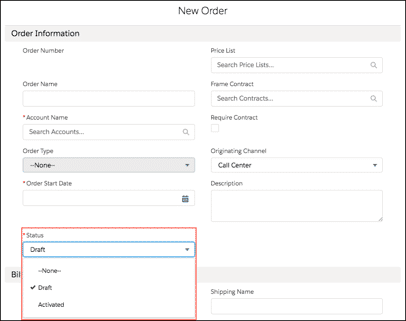 New Order
Order Information
Order Number
Price List
Search Price Lists...
Order Name
Frame Contract
Search Contracts...
*Account Name
Search Accounts...
Require Contract
Order Type
--None--
Originating Channel
Call Center
*Order Start Date
Description
*Status
Draft
--None--
Draft
Activated
Bil
Shipping Name